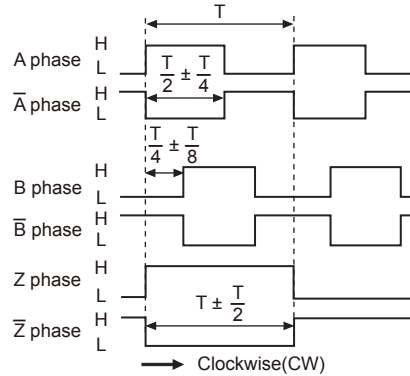 T
A phase H
L
A̅ phase H
L
T/2 ± T/4
T/4 ± T/8
B phase H
L
B̅ phase H
L
Z phase H
L
T ± T/2
Z̅ phase H
L
Clockwise(CW)